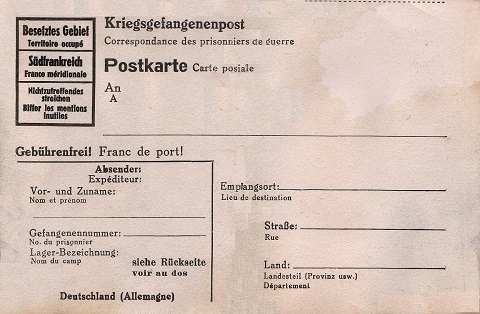 Besetztes Gebiet
Territoire occupé
Südfrankreich
France méridionale
Nichtzutreffendes
streichen
Biffer les mentions
inutiles
Kriegsgefangenenpost
Correspondance des prisonniers de guerre
Postkarte Carte postale
An
A
Gebührenfrei! Franc de port!
Absender:
Expéditeur:
Vor- und Zuname:
Nom et prénom
Gefangenennummer:
No. du prisonnier
Lager-Bezeichnung:
Nom du camp
siehe Rückseite
voir au dos
Deutschland (Allemagne)
Empfangsort:
Lieu de destination
Straße:
Rue
Land:
Landesteil (Provinz usw.)
Département